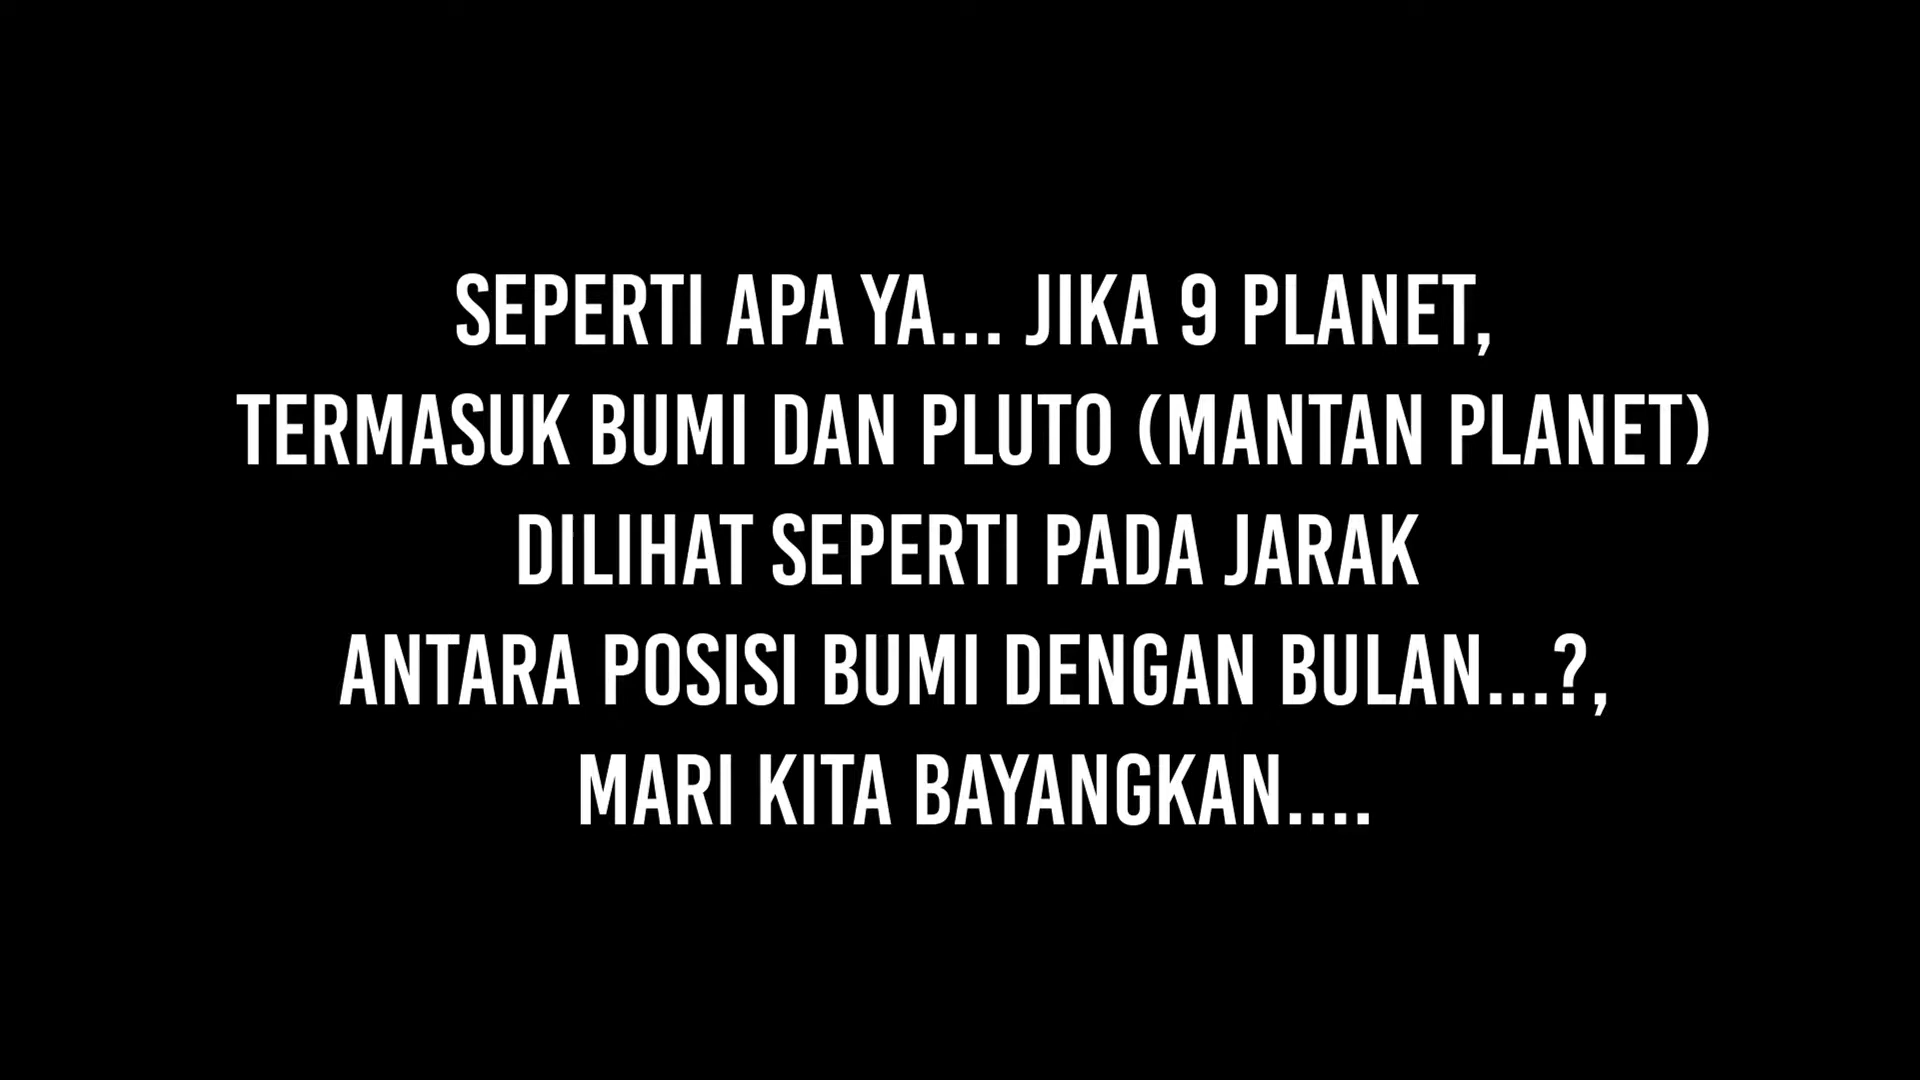 SEPERTI APA YA... JIKA 9 PLANET,
TERMASUK BUMI DAN PLUTO (MANTAN PLANET)
DILIHAT SEPERTI PADA JARAK
ANTARA POSISI BUMI DENGAN BULAN...?,
MARI KITA BAYANGKAN....